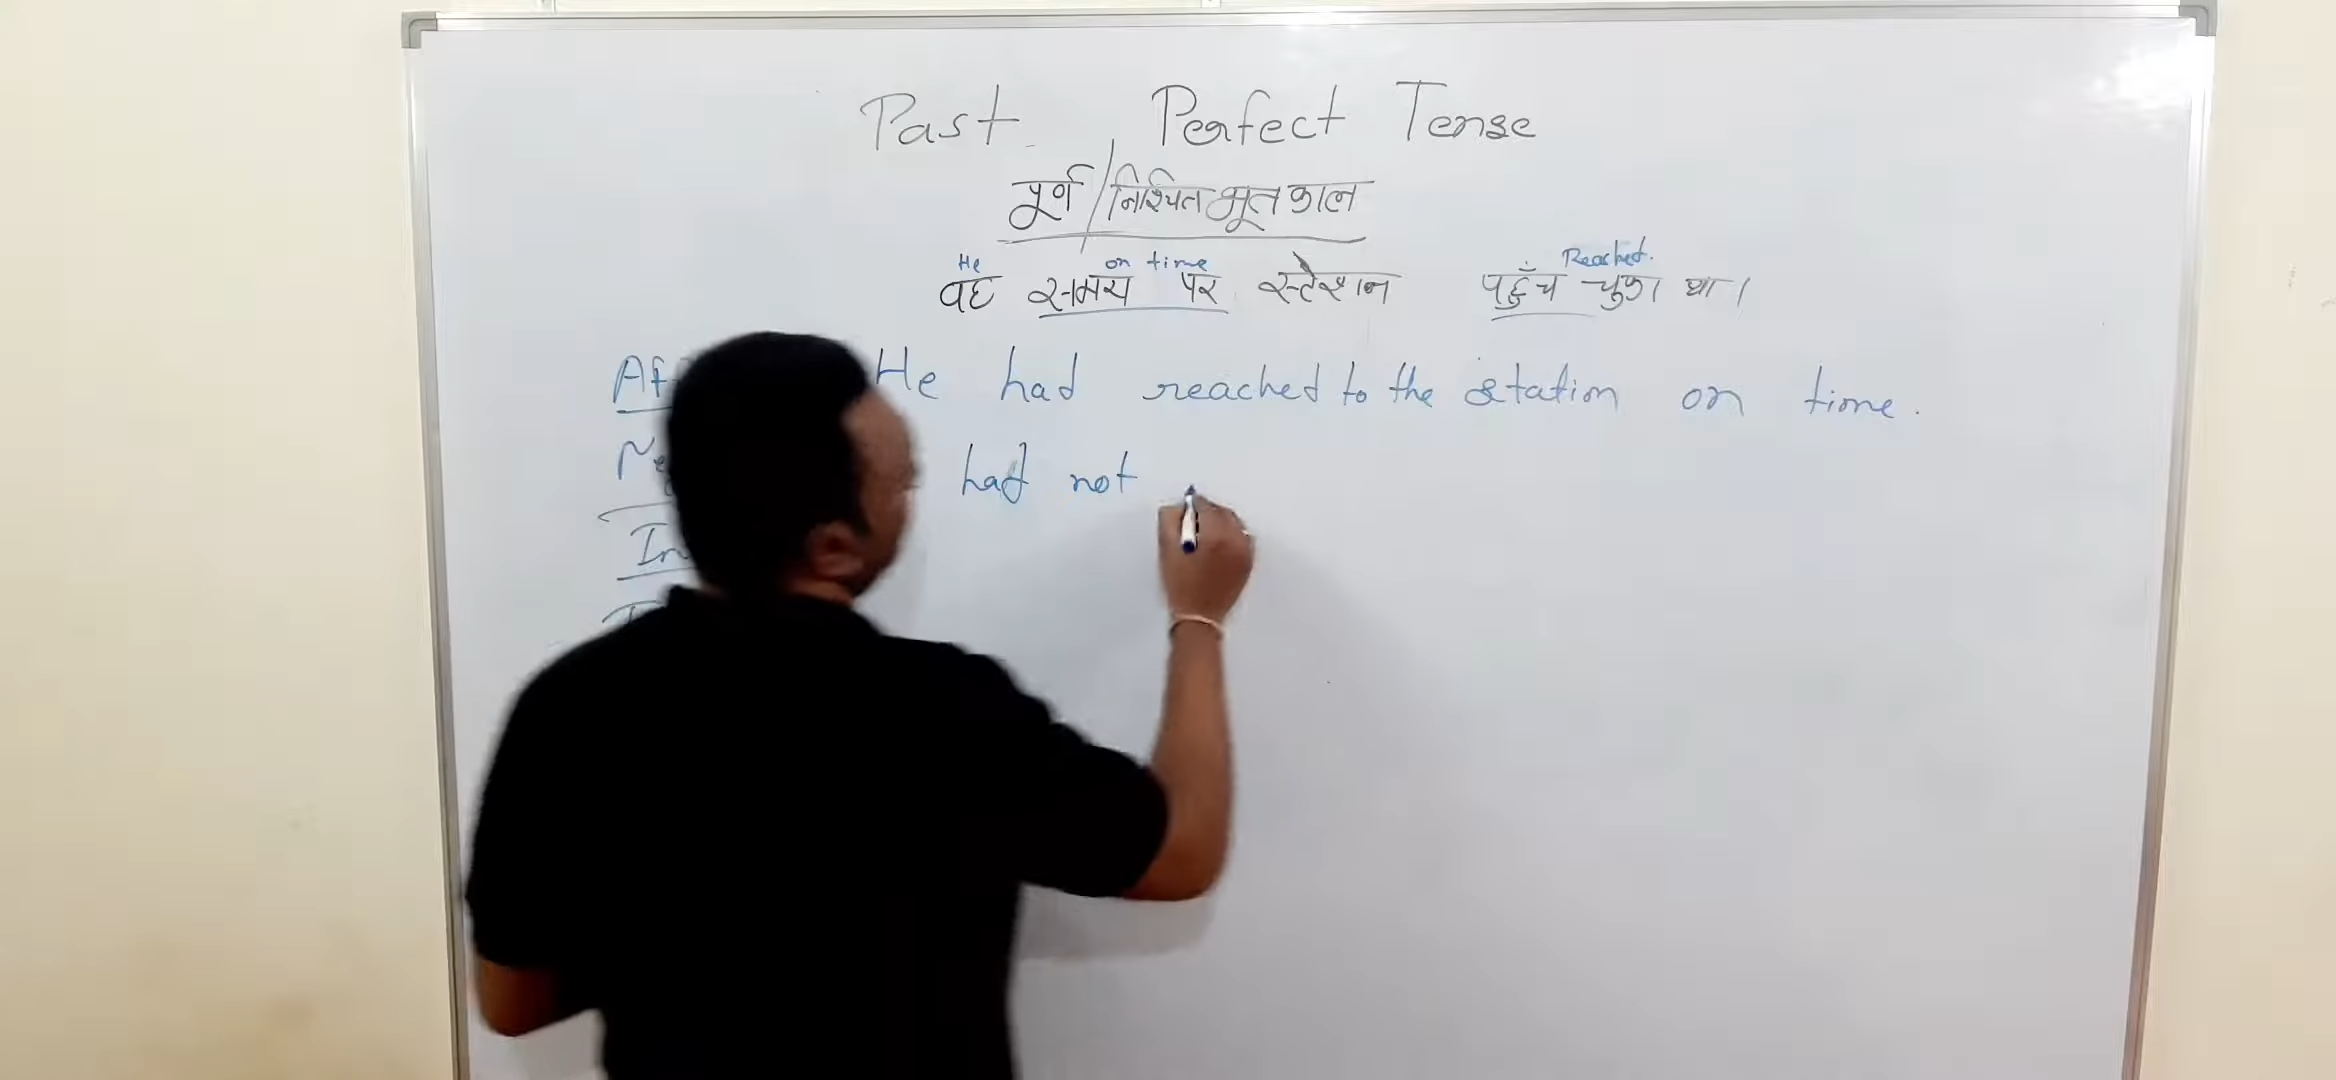 Past Perfect Tense
पूर्ण / निश्चित भूतकाल
He on time Reached.
वह समय पर स्टेशन पहुँच चुका था।
He had reached to the station on time.
had not